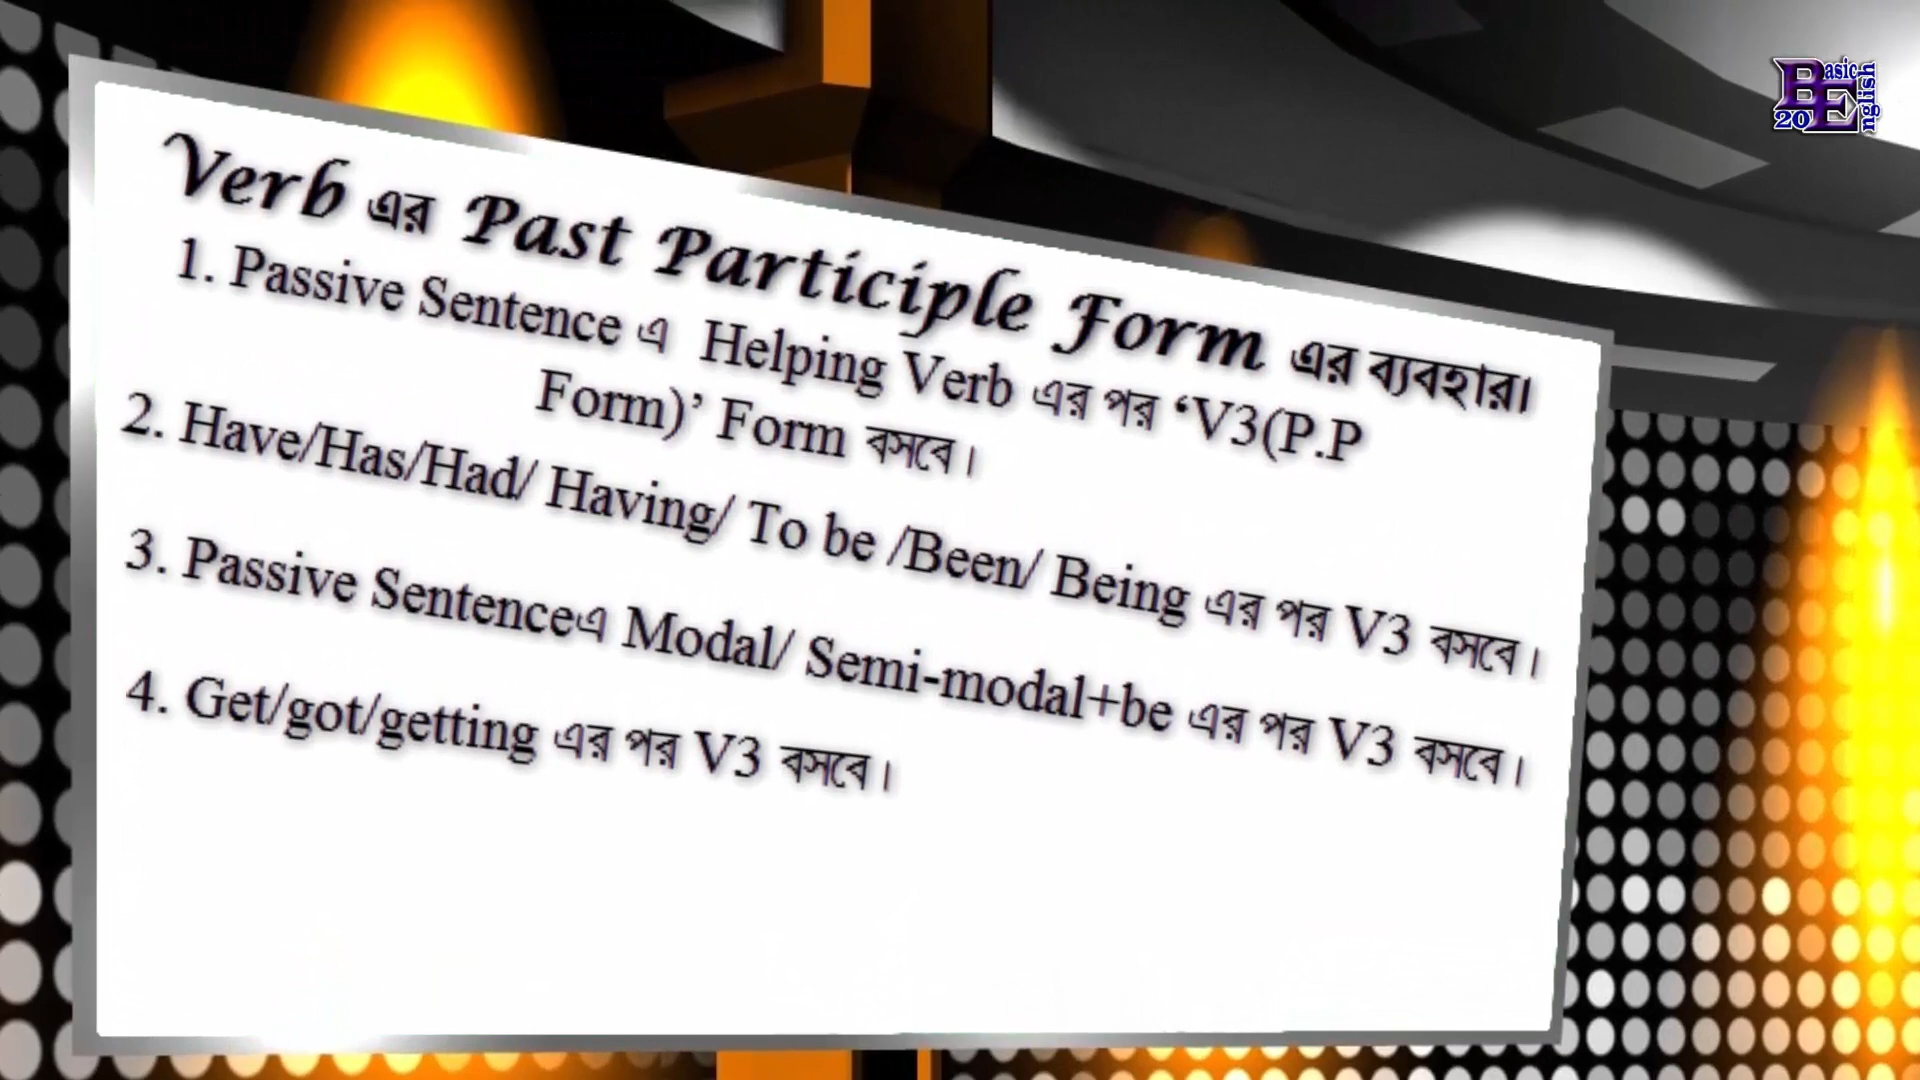 Basic
English
20
Verb এর Past Participle Form এর ব্যবহার।
1. Passive Sentence এ Helping Verb এর পর ‘V3(P.P
Form)’ Form বসবে।
2. Have/Has/Had/ Having/ To be /Been/ Being এর পর V3 বসবে।
3. Passive Sentenceএ Modal/ Semi-modal+be এর পর V3 বসবে।
4. Get/got/getting এর পর V3 বসবে।